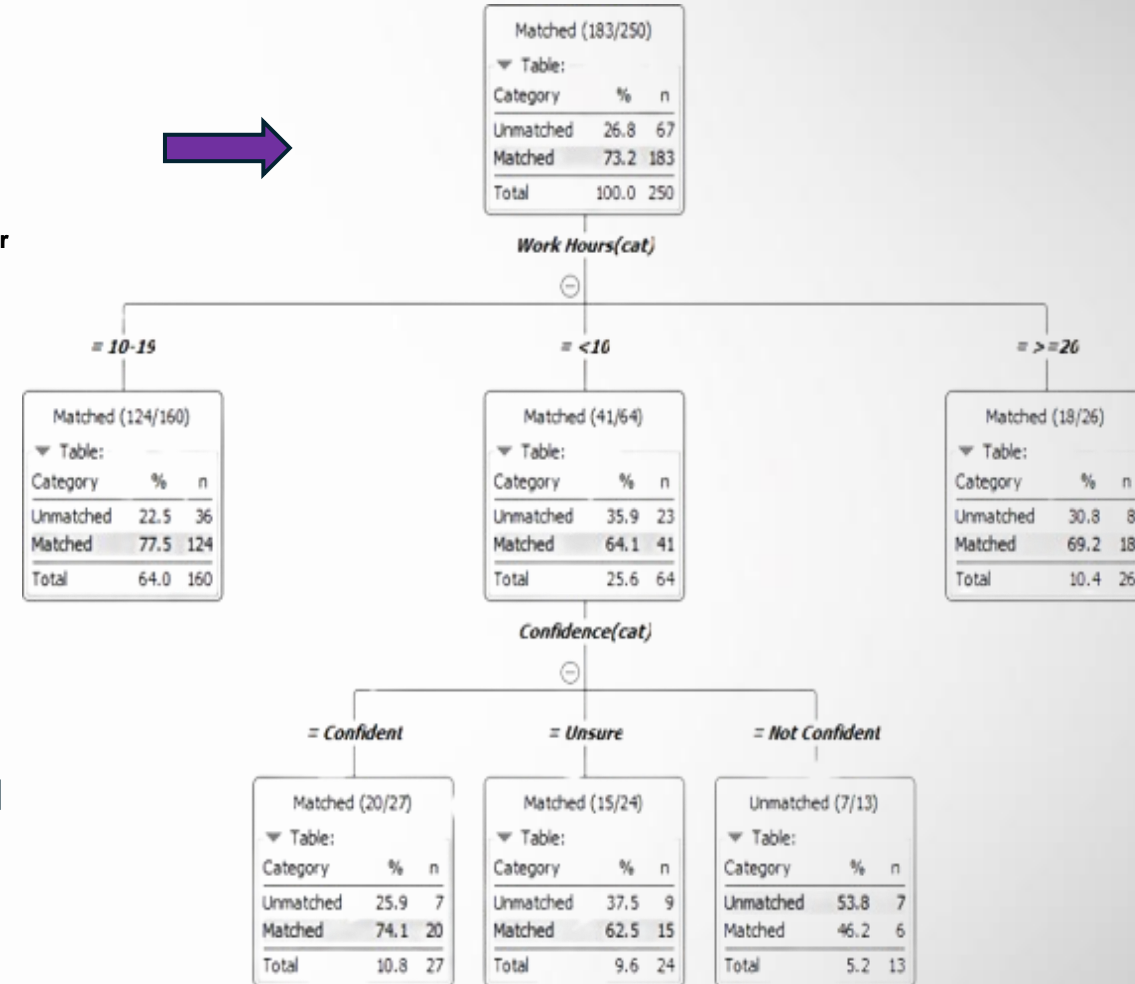 Matched (183/250)
Table:
Category % n
Unmatched 26.8 67
Matched 73.2 183
Total 100.0 250
r
Work Hours(cat)
= 10-19
= <10
= >=20
Matched (124/160)
Table:
Category % n
Unmatched 22.5 36
Matched 77.5 124
Total 64.0 160
Matched (41/64)
Table:
Category % n
Unmatched 35.9 23
Matched 64.1 41
Total 25.6 64
Matched (18/26)
Table:
Category % n
Unmatched 30.8 8
Matched 69.2 18
Total 10.4 26
Confidence(cat)
= Confident
= Unsure
= Not Confident
Matched (20/27)
Table:
Category % n
Unmatched 25.9 7
Matched 74.1 20
Total 10.8 27
Matched (15/24)
Table:
Category % n
Unmatched 37.5 9
Matched 62.5 15
Total 9.6 24
Unmatched (7/13)
Table:
Category % n
Unmatched 53.8 7
Matched 46.2 6
Total 5.2 13